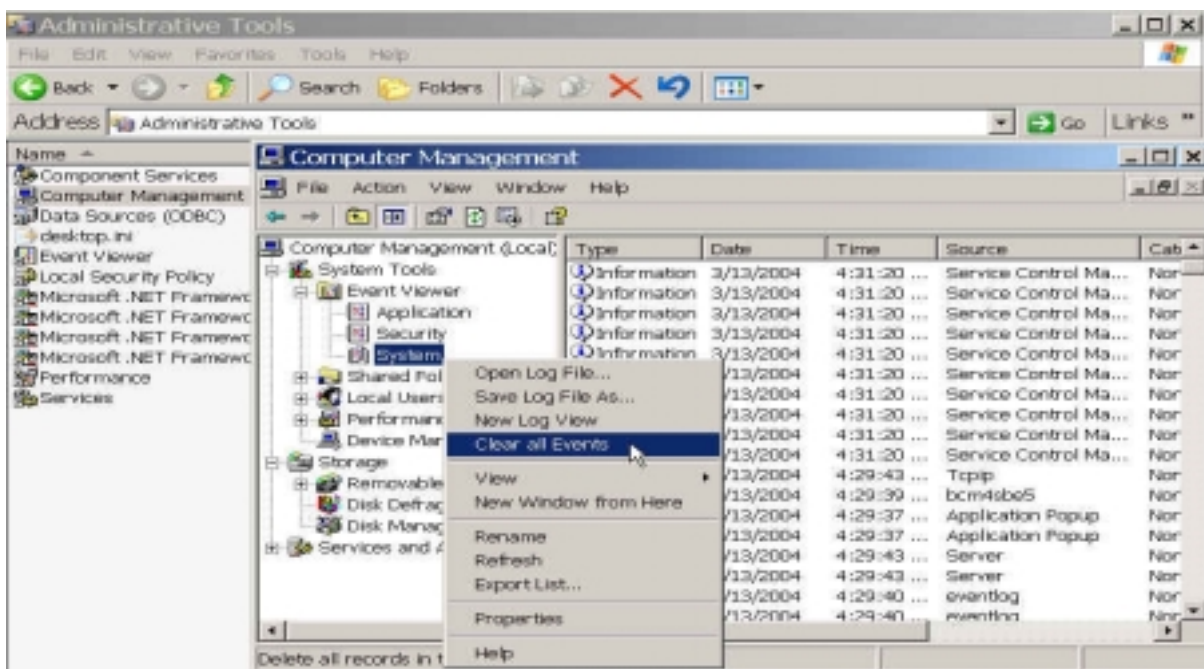 Administrative Tools
File Edit View Favorites Tools Help
Back Search Folders
Address Administrative Tools Go Links
Name
Component Services
Computer Management
Data Sources (ODBC)
desktop.ini
Event Viewer
Local Security Policy
Microsoft .NET Framewo
Microsoft .NET Framewo
Microsoft .NET Framewo
Performance
Services
Computer Management
File Action View Window Help
Computer Management (Local)
System Tools
Event Viewer
Application
Security
System
Shared Fol
Local Users
Performanc
Device Mar
Storage
Removable
Disk Defrag
Disk Manag
Services and A
Type Date Time Source Cat
Information 3/13/2004 4:31:20 ... Service Control Ma... Nor
Information 3/13/2004 4:31:20 ... Service Control Ma... Nor
Information 3/13/2004 4:31:20 ... Service Control Ma... Nor
Information 3/13/2004 4:31:20 ... Service Control Ma... Nor
Information 3/13/2004 4:31:20 ... Service Control Ma... Nor
/13/2004 4:31:20 ... Service Control Ma... Nor
/13/2004 4:31:20 ... Service Control Ma... Nor
/13/2004 4:31:20 ... Service Control Ma... Nor
/13/2004 4:31:20 ... Service Control Ma... Nor
/13/2004 4:31:20 ... Service Control Ma... Nor
/13/2004 4:29:43 ... Tcpip Nor
/13/2004 4:29:39 ... bcm4sbe5 Nor
/13/2004 4:29:37 ... Application Popup Nor
/13/2004 4:29:37 ... Application Popup Nor
/13/2004 4:29:43 ... Server Nor
/13/2004 4:29:43 ... Server Nor
/13/2004 4:29:40 ... eventlog Nor
/13/2004 4:29:40 ... eventlog Nor
Open Log File...
Save Log File As...
New Log View
Clear all Events
View
New Window from Here
Rename
Refresh
Export List...
Properties
Help
Delete all records in t